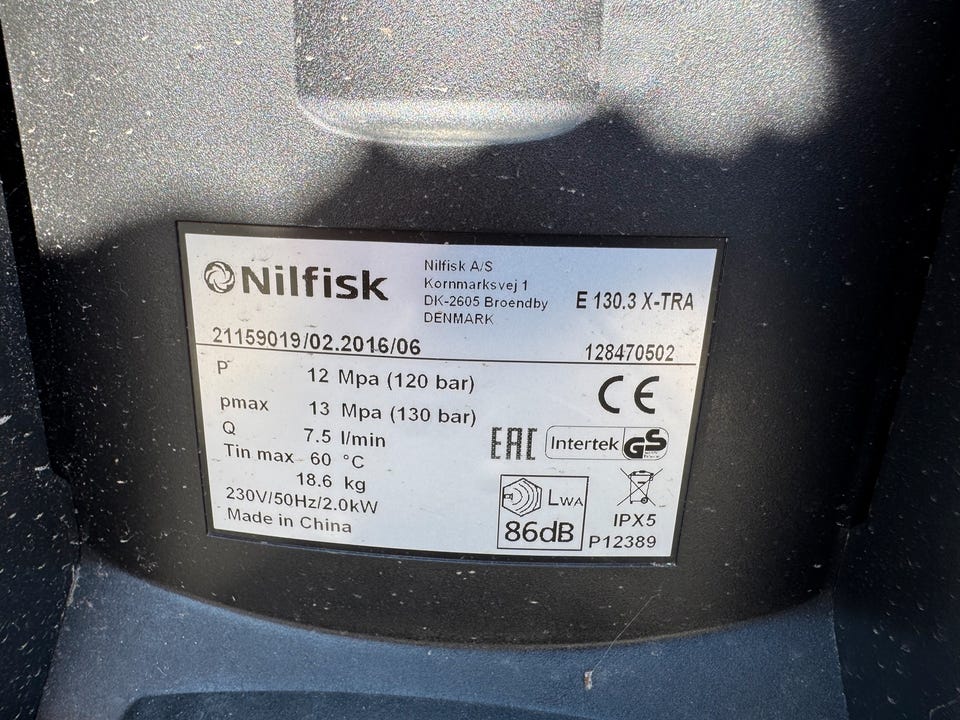 Nilfisk
Nilfisk A/S
Kornmarksvej 1
DK-2605 Broendby
DENMARK
E 130.3 X-TRA
21159019/02.2016/06
128470502
P 12 Mpa (120 bar)
pmax 13 Mpa (130 bar)
Q 7.5 l/min
Tin max 60 °C
18.6 kg
230V/50Hz/2.0kW
Made in China
CE
EAC
Intertek GS
LWA
86dB
IPX5
P12389